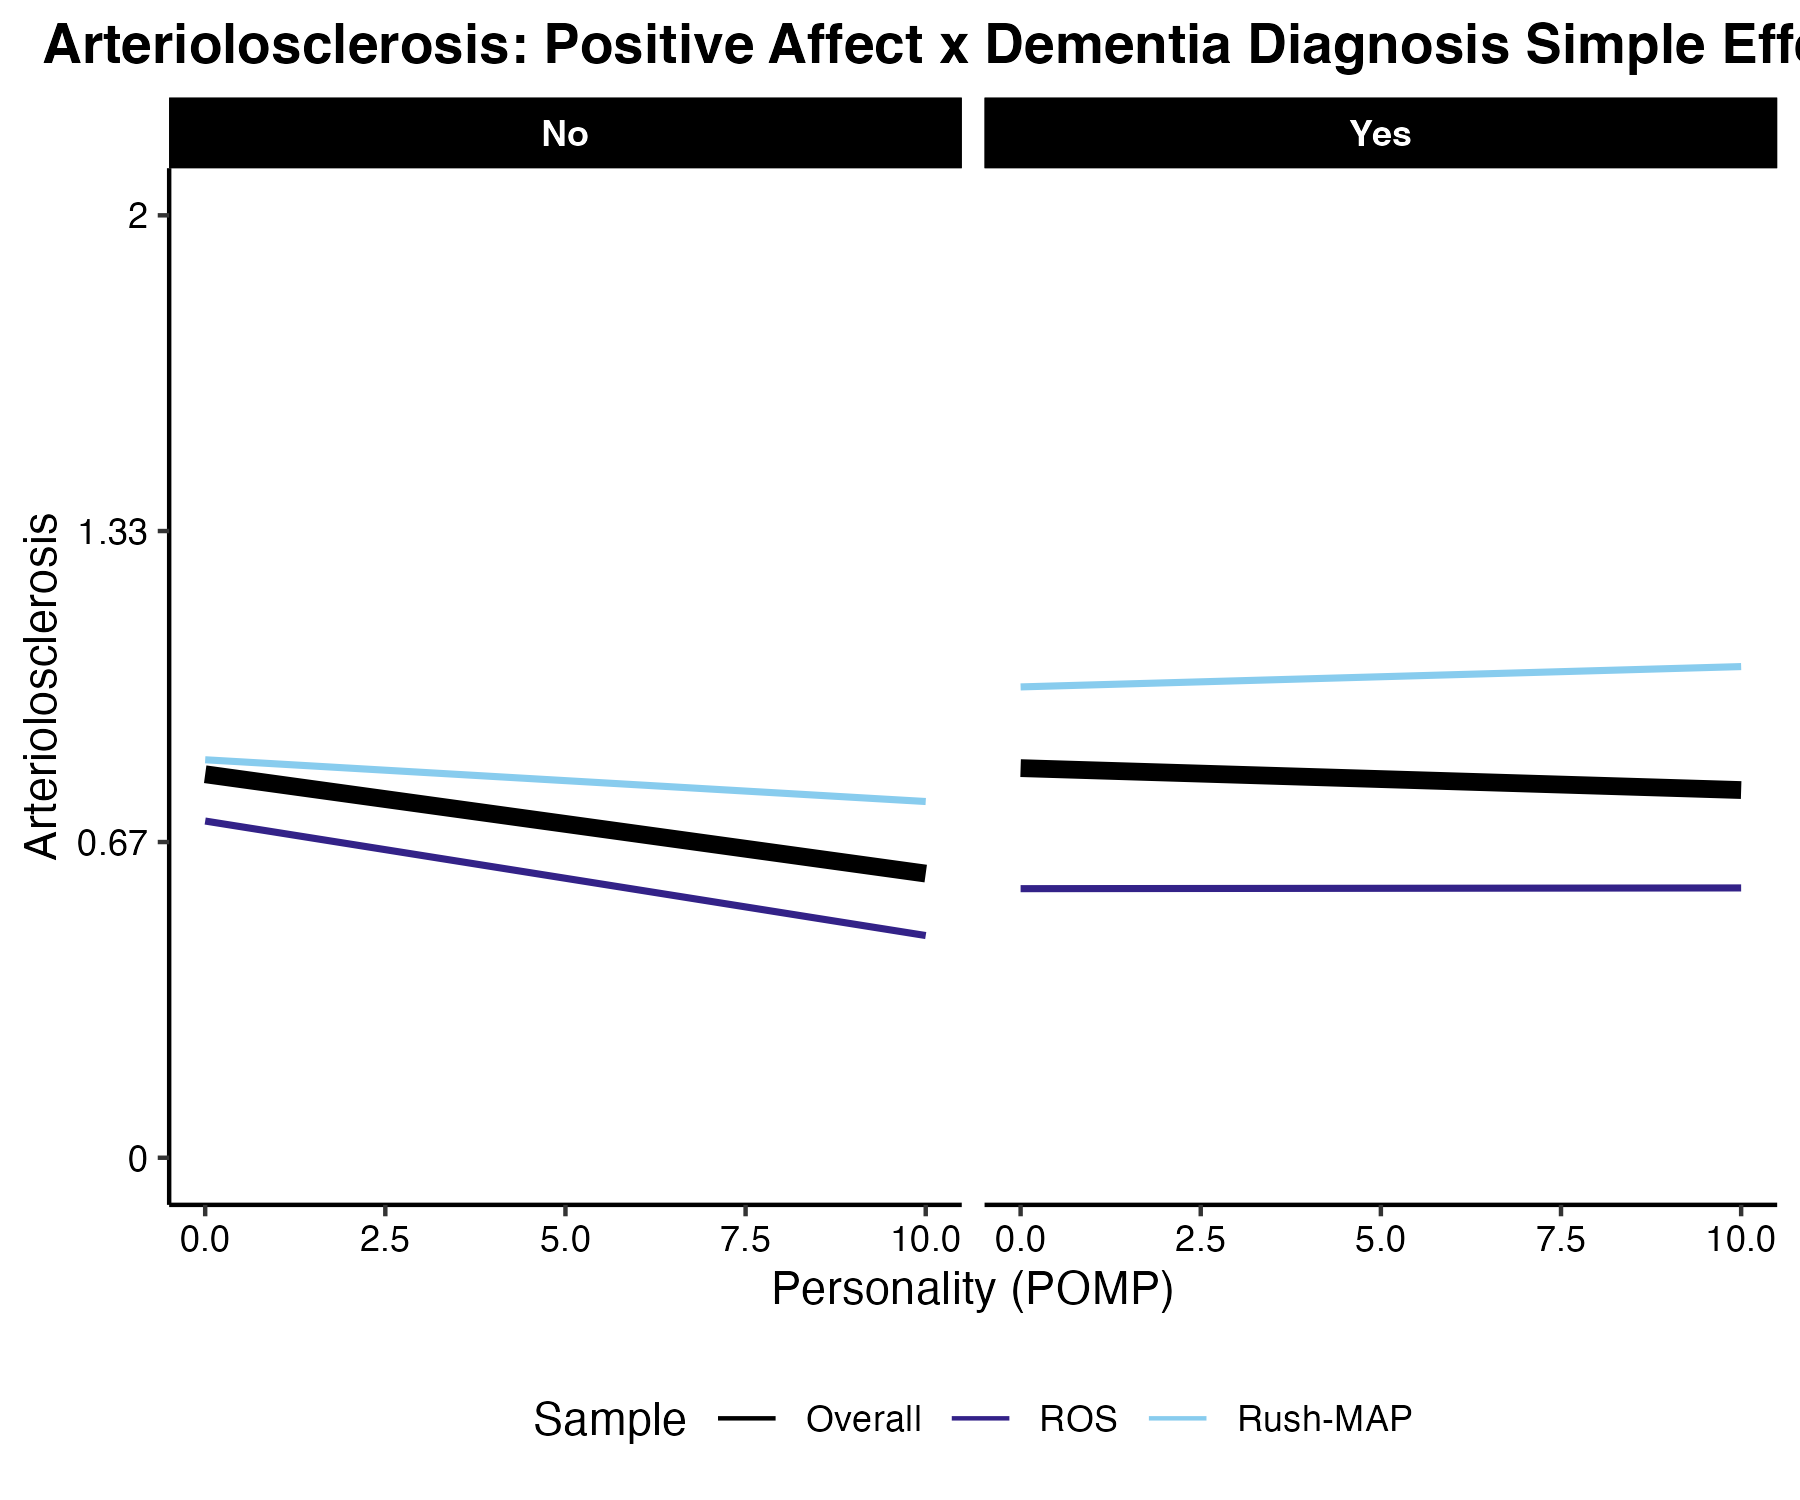 Arteriolosclerosis: Positive Affect x Dementia Diagnosis Simple
No Yes
2
1.33
0.67
0
Arteriolosclerosis
0.0 2.5 5.0 7.5 10.0 0.0 2.5 5.0 7.5 10.0
Personality (POMP)
Sample Overall ROS Rush-MAP